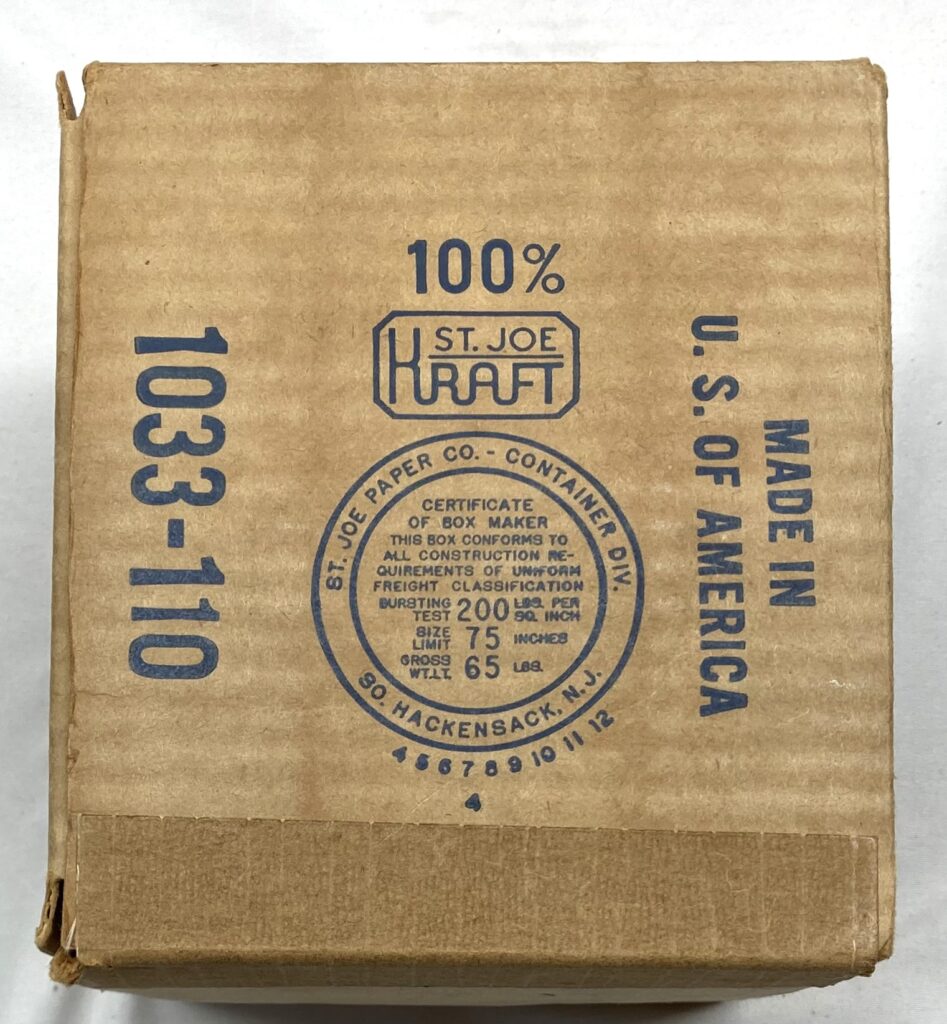 100%
ST. JOE
KRAFT
ST. JOE PAPER CO. - CONTAINER DIV.
CERTIFICATE
OF BOX MAKER
THIS BOX CONFORMS TO
ALL CONSTRUCTION RE-
QUIREMENTS OF UNIFORM
FREIGHT CLASSIFICATION
BURSTING TEST 200 LBS. PER SQ. INCH
SIZE LIMIT 75 INCHES
GROSS WT. LT. 65 LBS.
SO. HACKENSACK, N.J.
4 5 6 7 8 9 10 11 12
4
1033-110
MADE IN
U. S. OF AMERICA